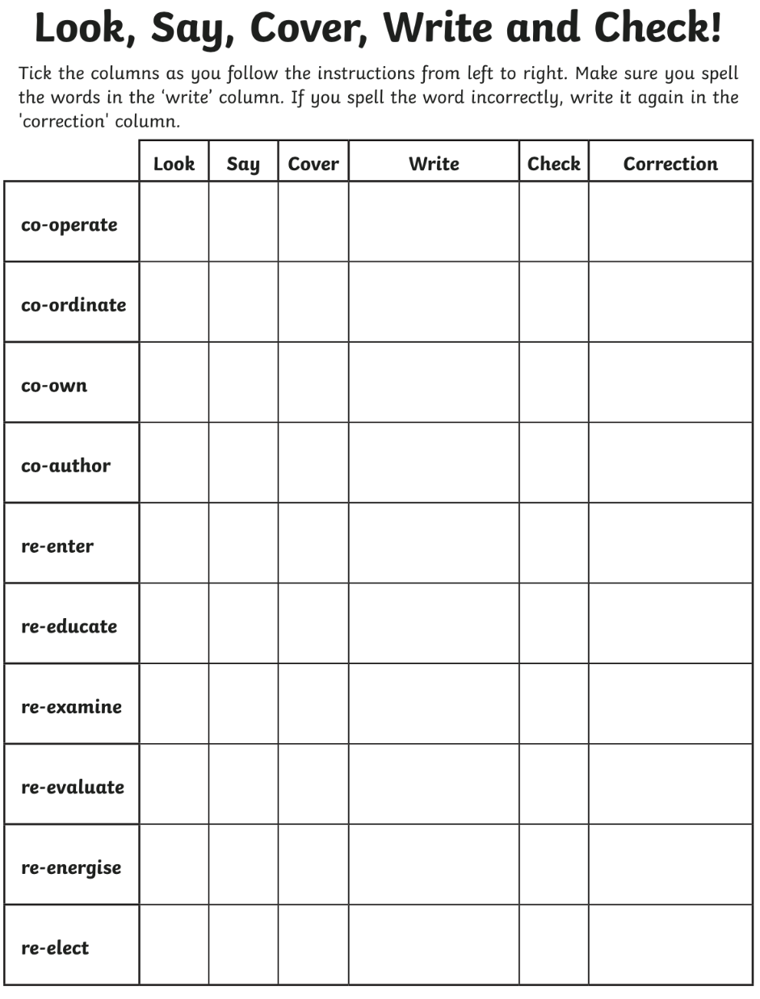 Look, Say, Cover, Write and Check!
Tick the columns as you follow the instructions from left to right. Make sure you spell
the words in the ‘write’ column. If you spell the word incorrectly, write it again in the
'correction' column.
Look Say Cover Write Check Correction
co-operate
co-ordinate
co-own
co-author
re-enter
re-educate
re-examine
re-evaluate
re-energise
re-elect